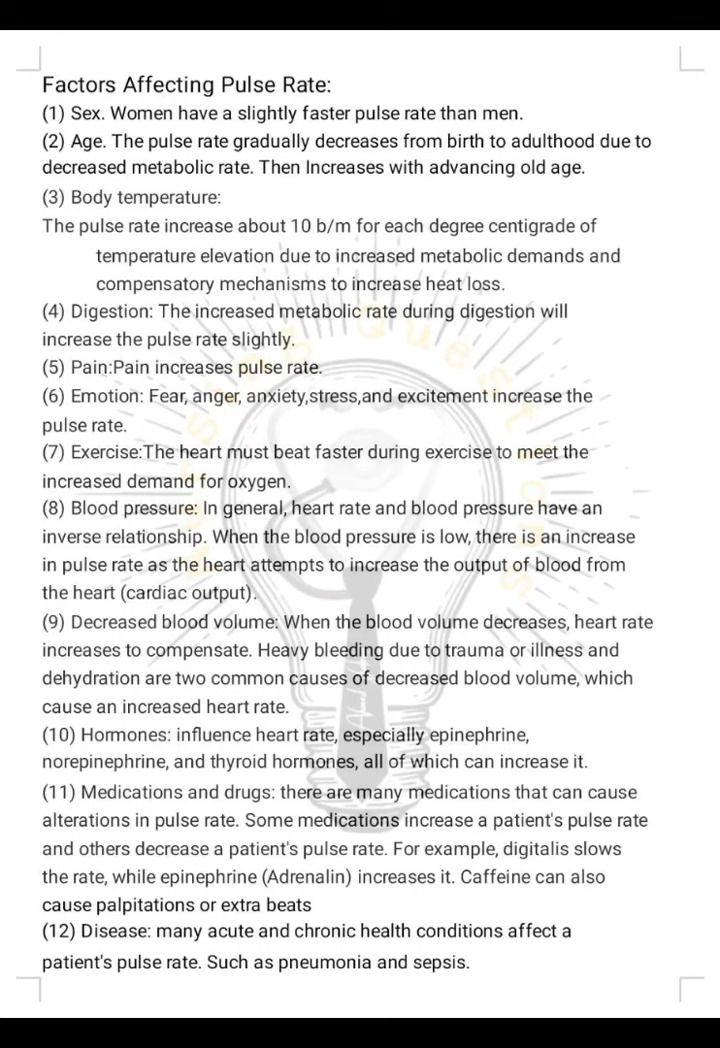 Factors Affecting Pulse Rate:
(1) Sex. Women have a slightly faster pulse rate than men.
(2) Age. The pulse rate gradually decreases from birth to adulthood due to
decreased metabolic rate. Then Increases with advancing old age.
(3) Body temperature:
The pulse rate increase about 10 b/m for each degree centigrade of
temperature elevation due to increased metabolic demands and
compensatory mechanisms to increase heat loss.
(4) Digestion: The increased metabolic rate during digestion will
increase the pulse rate slightly.
(5) Pain:Pain increases pulse rate.
(6) Emotion: Fear, anger, anxiety,stress,and excitement increase the
pulse rate.
(7) Exercise:The heart must beat faster during exercise to meet the
increased demand for oxygen.
(8) Blood pressure: In general, heart rate and blood pressure have an
inverse relationship. When the blood pressure is low, there is an increase
in pulse rate as the heart attempts to increase the output of blood from
the heart (cardiac output).
(9) Decreased blood volume: When the blood volume decreases, heart rate
increases to compensate. Heavy bleeding due to trauma or illness and
dehydration are two common causes of decreased blood volume, which
cause an increased heart rate.
(10) Hormones: influence heart rate, especially epinephrine,
norepinephrine, and thyroid hormones, all of which can increase it.
(11) Medications and drugs: there are many medications that can cause
alterations in pulse rate. Some medications increase a patient's pulse rate
and others decrease a patient's pulse rate. For example, digitalis slows
the rate, while epinephrine (Adrenalin) increases it. Caffeine can also
cause palpitations or extra beats
(12) Disease: many acute and chronic health conditions affect a
patient's pulse rate. Such as pneumonia and sepsis.